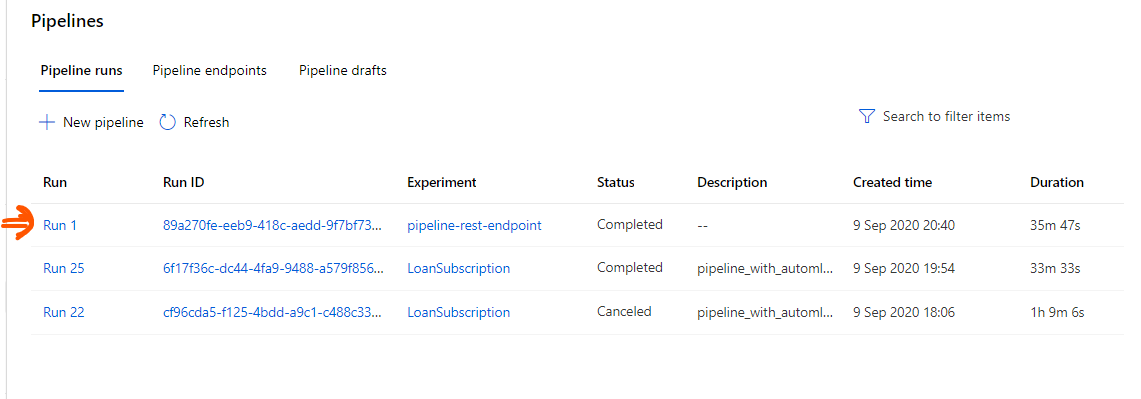 Pipelines
Pipeline runs Pipeline endpoints Pipeline drafts
New pipeline Refresh Search to filter items
Run Run ID Experiment Status Description Created time Duration
Run 1 89a270fe-eeb9-418c-aedd-9f7bf73... pipeline-rest-endpoint Completed -- 9 Sep 2020 20:40 35m 47s
Run 25 6f17f36c-dc44-4fa9-9488-a579f856... LoanSubscription Completed pipeline_with_automl... 9 Sep 2020 19:54 33m 33s
Run 22 cf96cda5-f125-4bdd-a9c1-c488c33... LoanSubscription Canceled pipeline_with_automl... 9 Sep 2020 18:06 1h 9m 6s